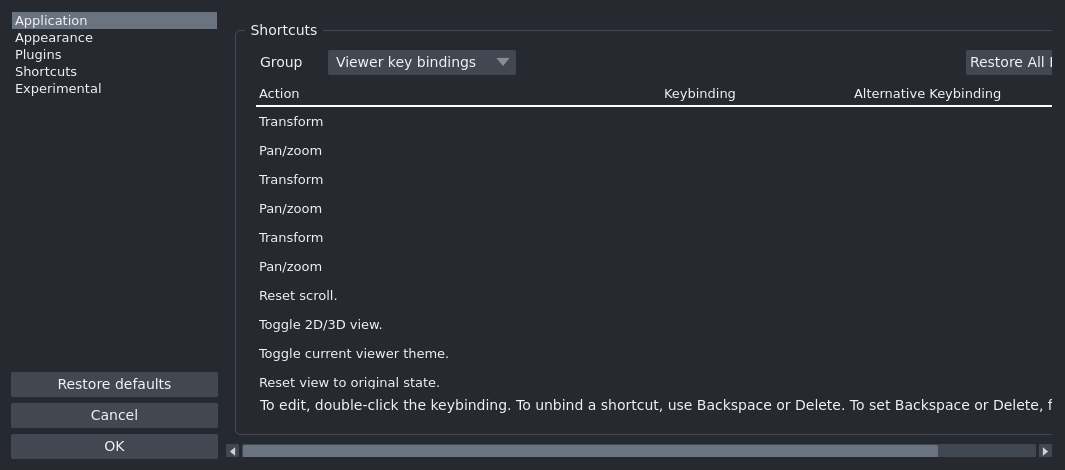 Application
Appearance
Plugins
Shortcuts
Experimental
Restore defaults
Cancel
OK
Shortcuts
Group Viewer key bindings Restore All
Action Keybinding Alternative Keybinding
Transform
Pan/zoom
Transform
Pan/zoom
Transform
Pan/zoom
Reset scroll.
Toggle 2D/3D view.
Toggle current viewer theme.
Reset view to original state.
To edit, double-click the keybinding. To unbind a shortcut, use Backspace or Delete. To set Backspace or Delete,